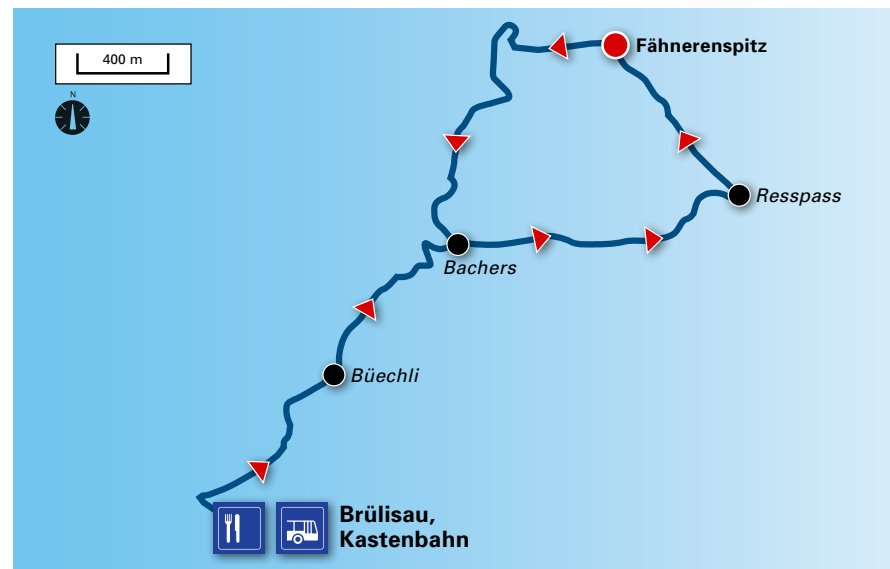 400 m
N
Fähnerenspitz
Resspass
Bachers
Büechli
Brülisau,
Kastenbahn